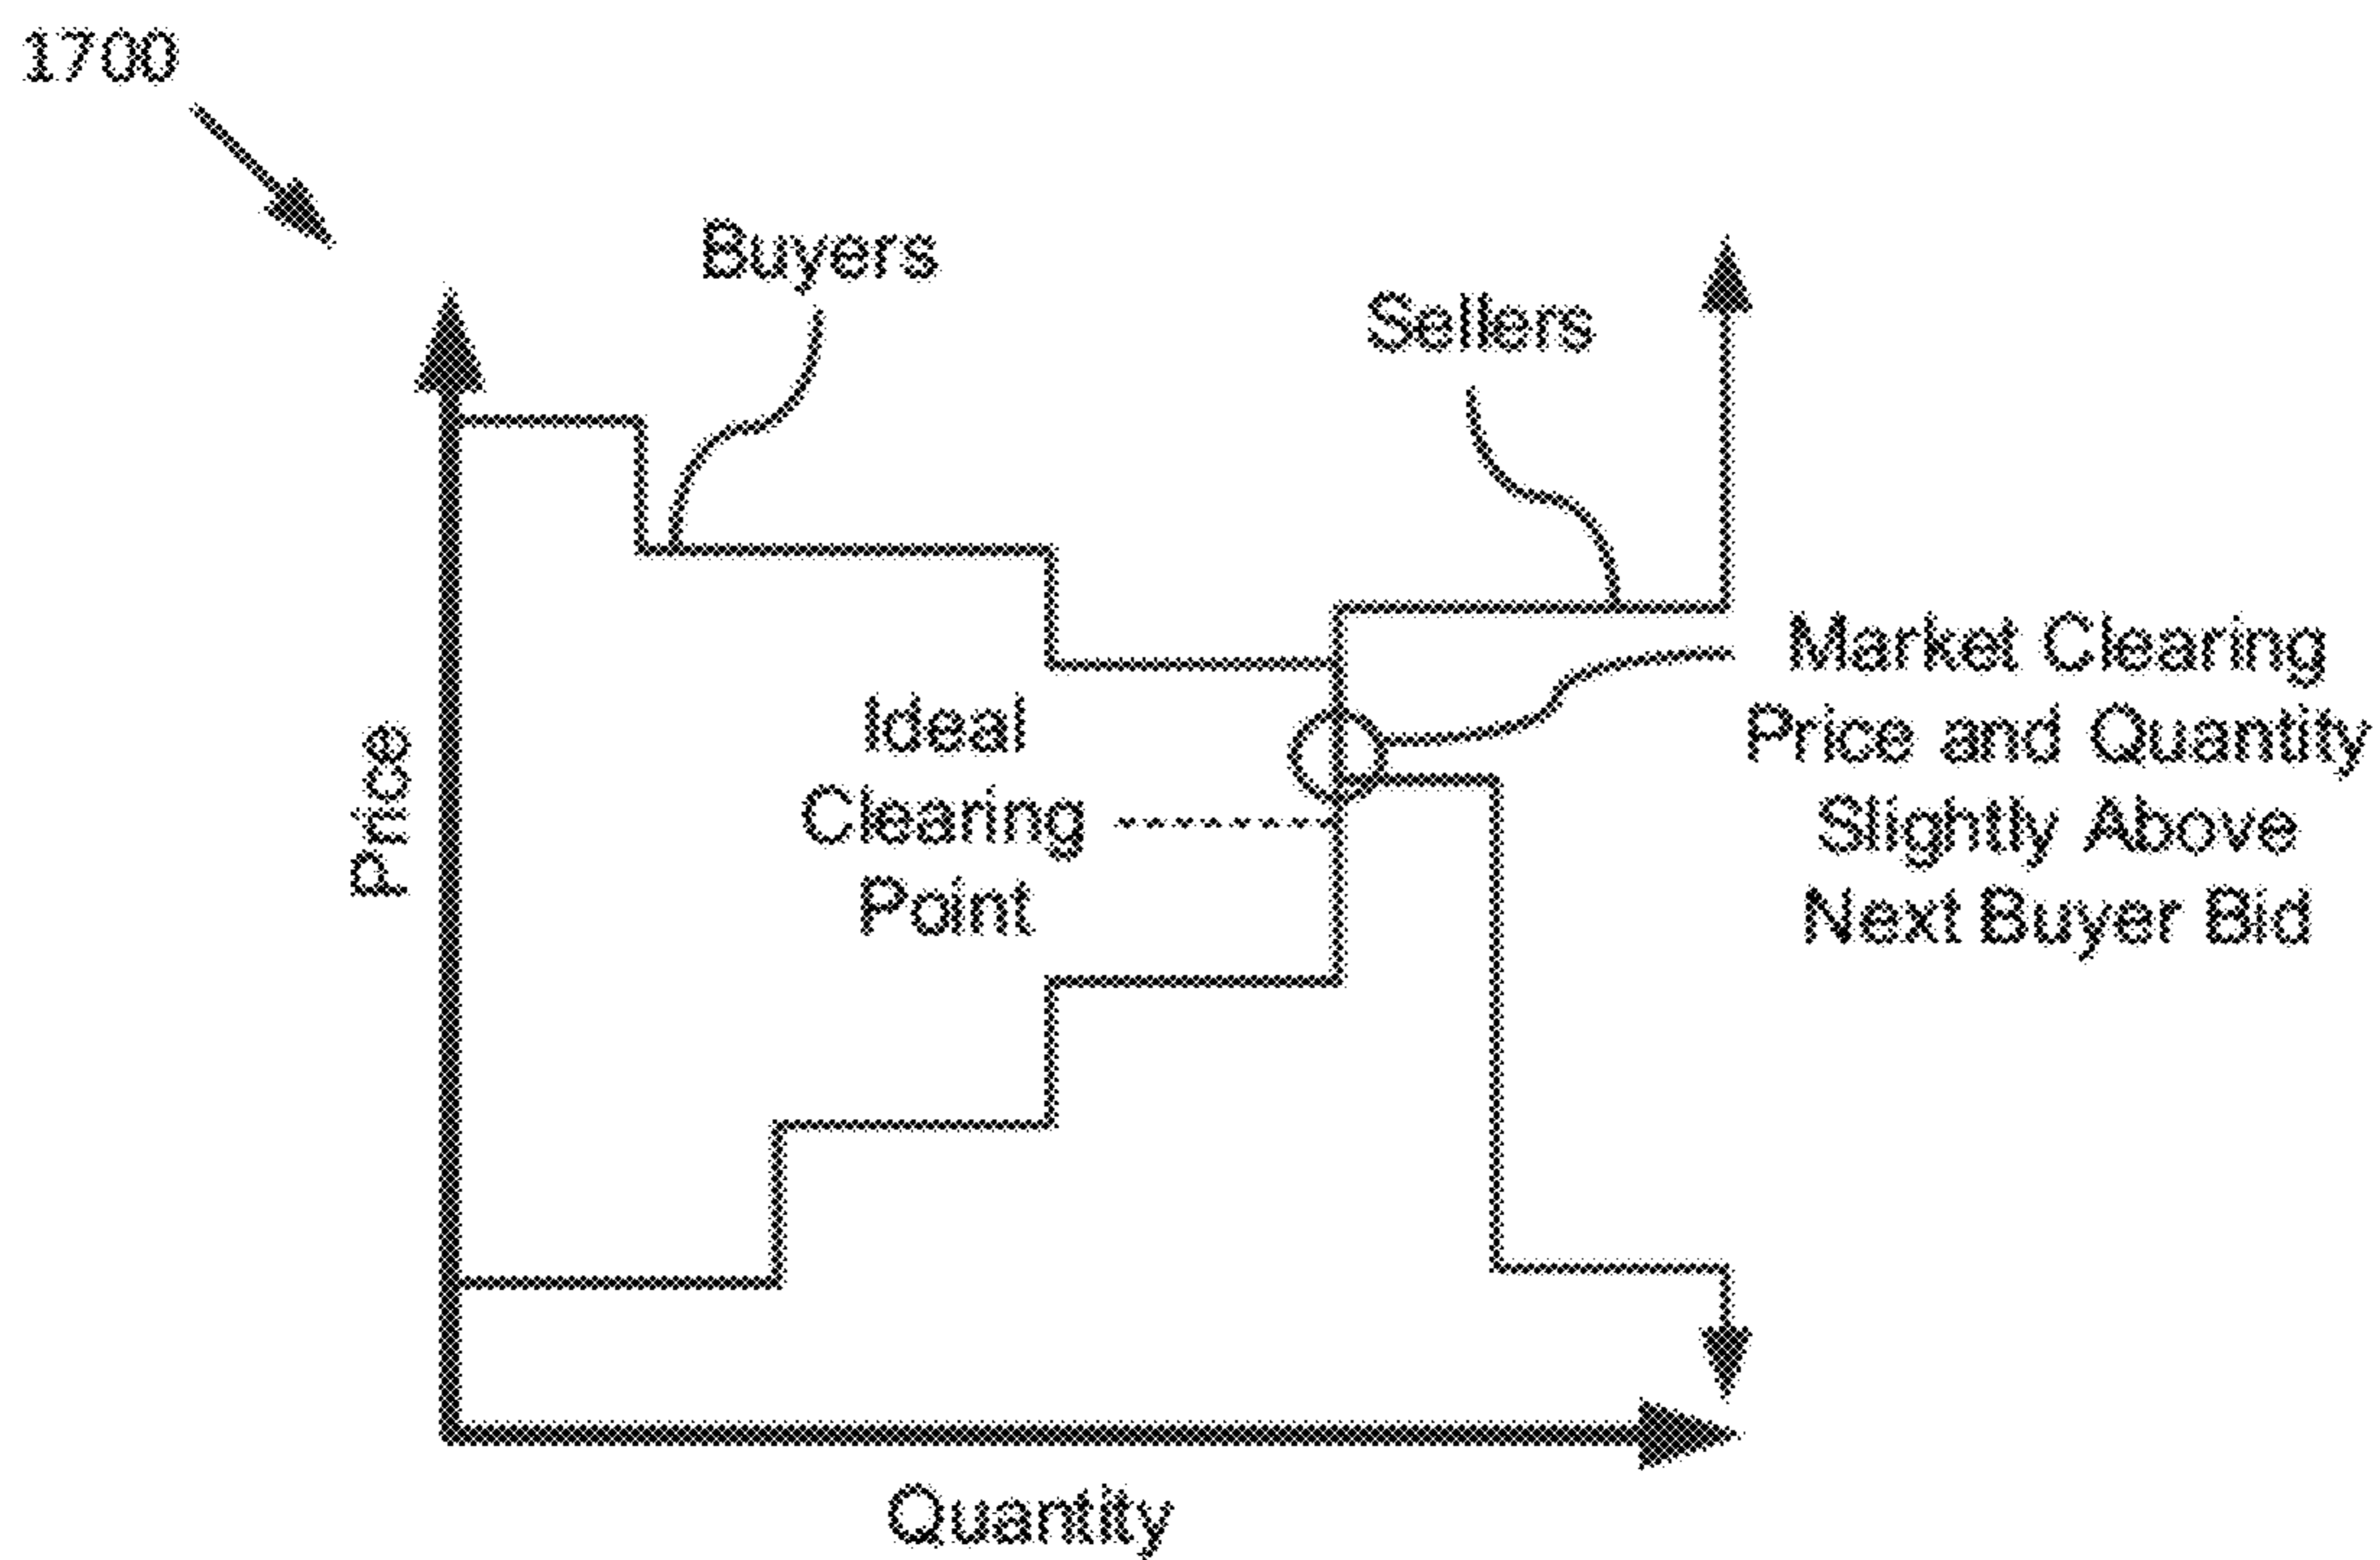 1700
Buyers
Sellers
Market Clearing
Price and Quantity
Slightly Above
Next Buyer Bid
Ideal
Clearing
Point
Price
Quantity